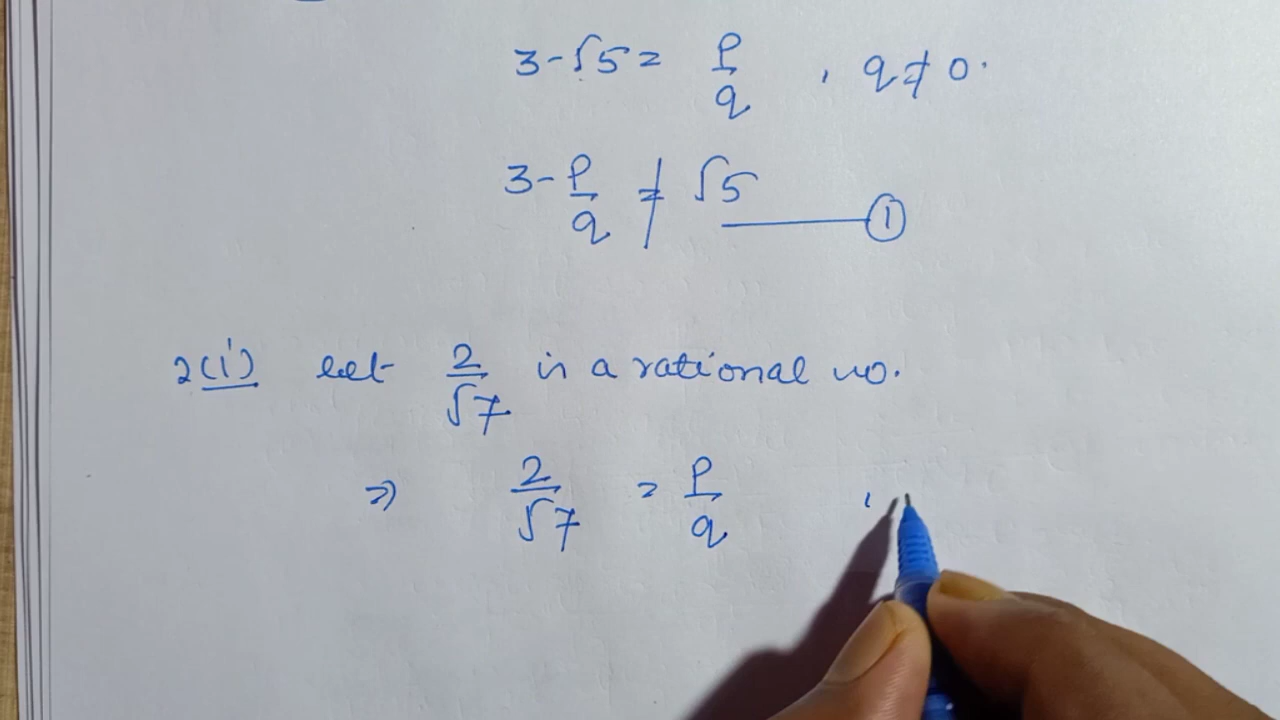 3-√5 = p/q , q≠0.
3-p/q ≠ √5 ——— ①
2(i) let 2/√7 is a rational no.
⇒ 2/√7 = p/q ,